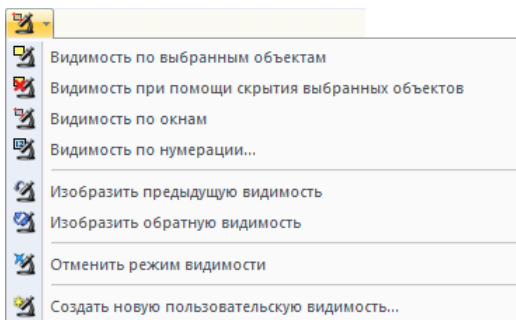 Видимость по выбранным объектам
Видимость при помощи скрытия выбранных объектов
Видимость по окнам
Видимость по нумерации...
Изобразить предыдущую видимость
Изобразить обратную видимость
Отменить режим видимости
Создать новую пользовательскую видимость...